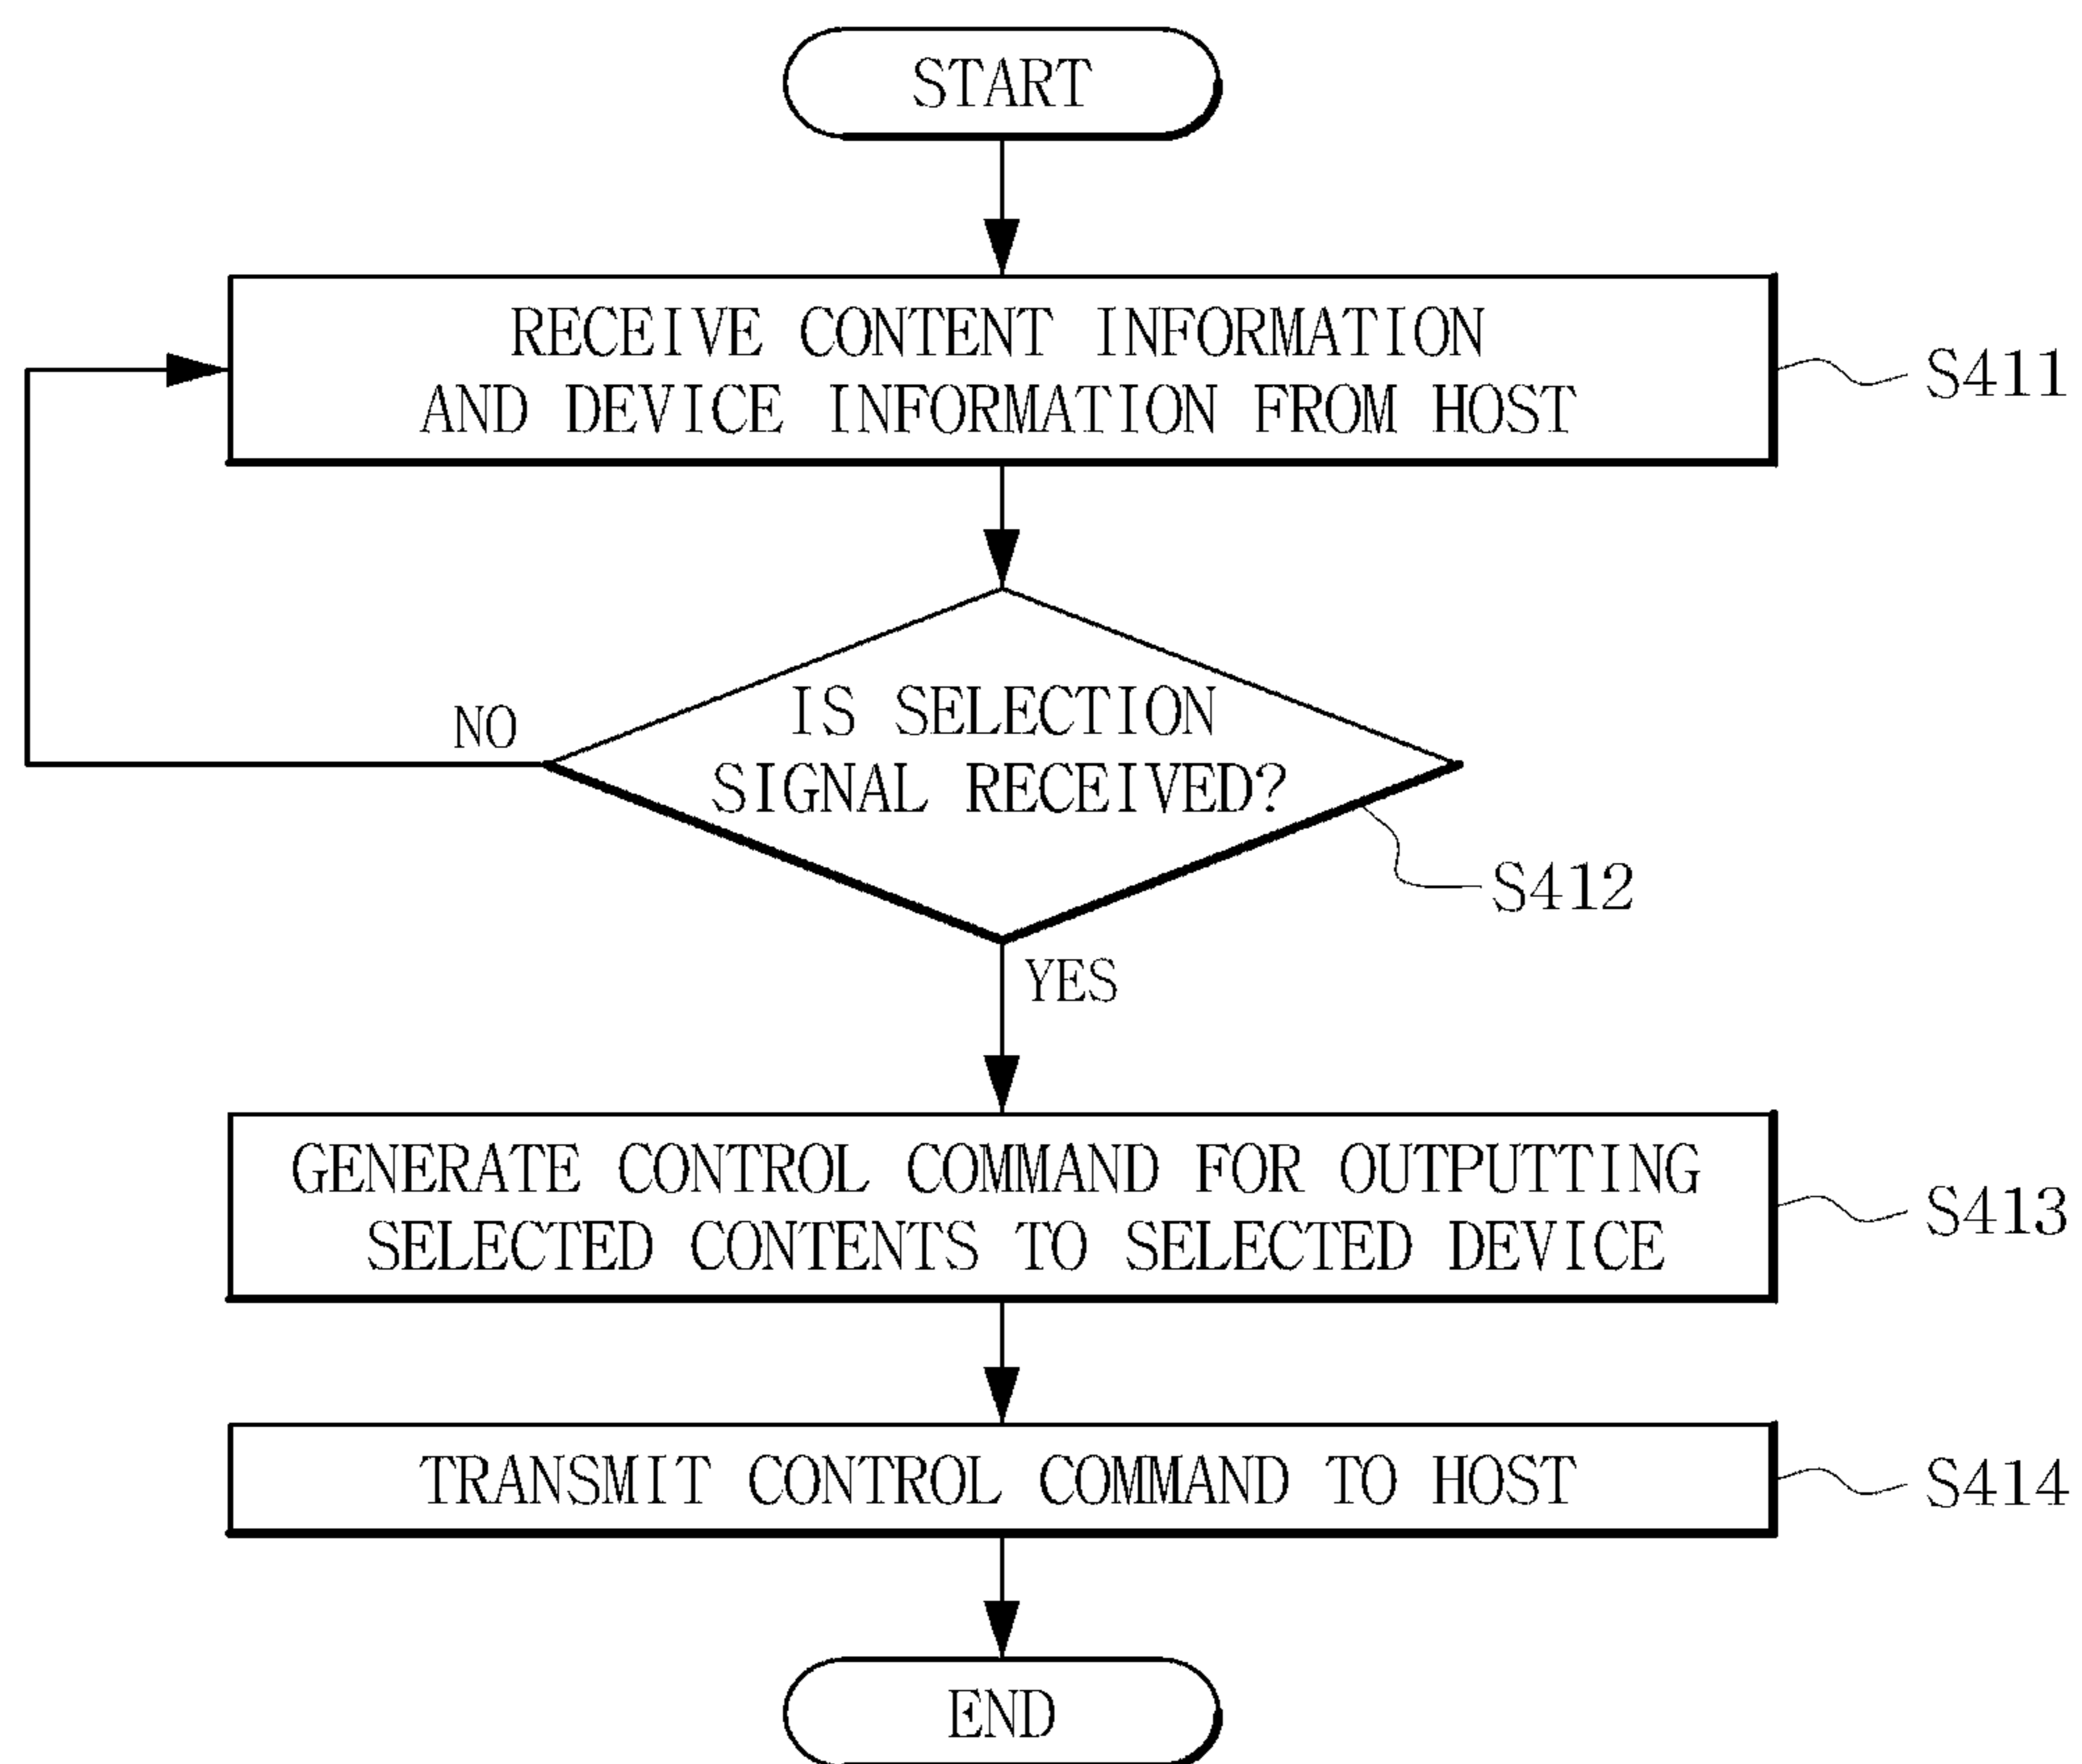 START
RECEIVE CONTENT INFORMATION
AND DEVICE INFORMATION FROM HOST
S411
IS SELECTION
SIGNAL RECEIVED?
NO
S412
YES
GENERATE CONTROL COMMAND FOR OUTPUTTING
SELECTED CONTENTS TO SELECTED DEVICE
S413
TRANSMIT CONTROL COMMAND TO HOST
S414
END